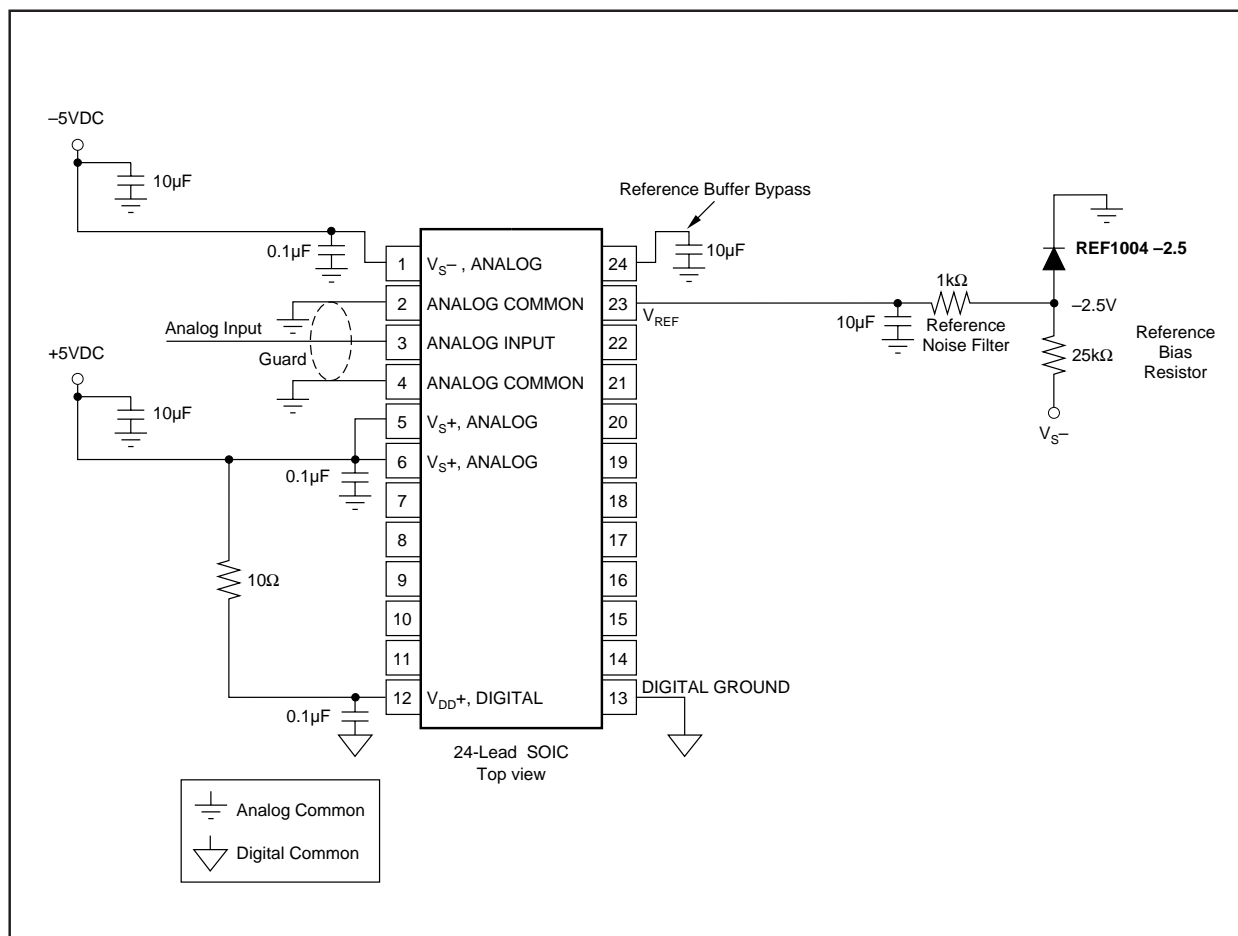 –5VDC
10µF
0.1µF
Analog Input
Guard
+5VDC
10µF
0.1µF
10Ω
0.1µF
1 VS– , ANALOG
2 ANALOG COMMON
3 ANALOG INPUT
4 ANALOG COMMON
5 VS+, ANALOG
6 VS+, ANALOG
7
8
9
10
11
12 VDD+, DIGITAL
24
23
22
21
20
19
18
17
16
15
14
13
24-Lead SOIC
Top view
Reference Buffer Bypass
10µF
VREF
10µF
1kΩ
Reference
Noise Filter
REF1004 –2.5
–2.5V
25kΩ
Reference
Bias
Resistor
VS–
DIGITAL GROUND
Analog Common
Digital Common